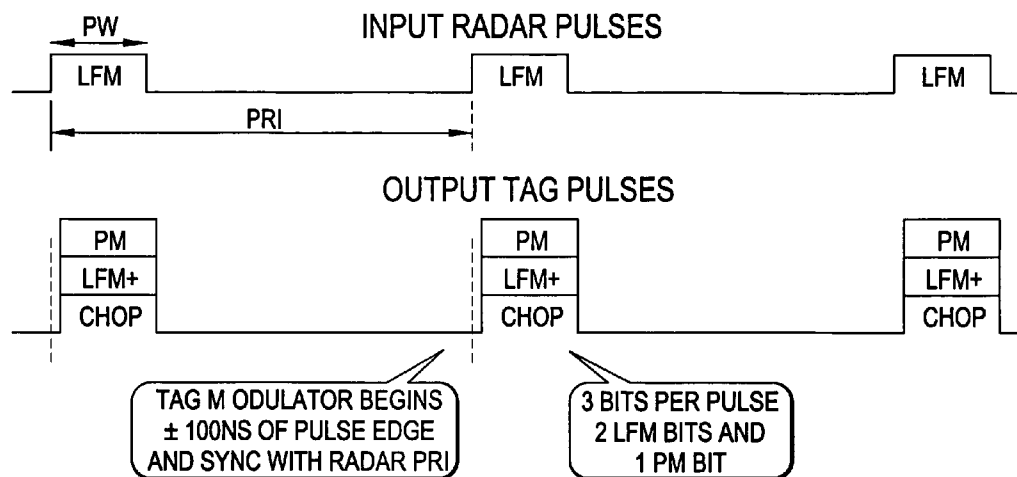 PW
INPUT RADAR PULSES
LFM
LFM
LFM
PRI
OUTPUT TAG PULSES
PM
PM
PM
LFM+
LFM+
LFM+
CHOP
CHOP
CHOP
TAG M ODULATOR BEGINS
± 100NS OF PULSE EDGE
AND SYNC WITH RADAR PRI
3 BITS PER PULSE
2 LFM BITS AND
1 PM BIT